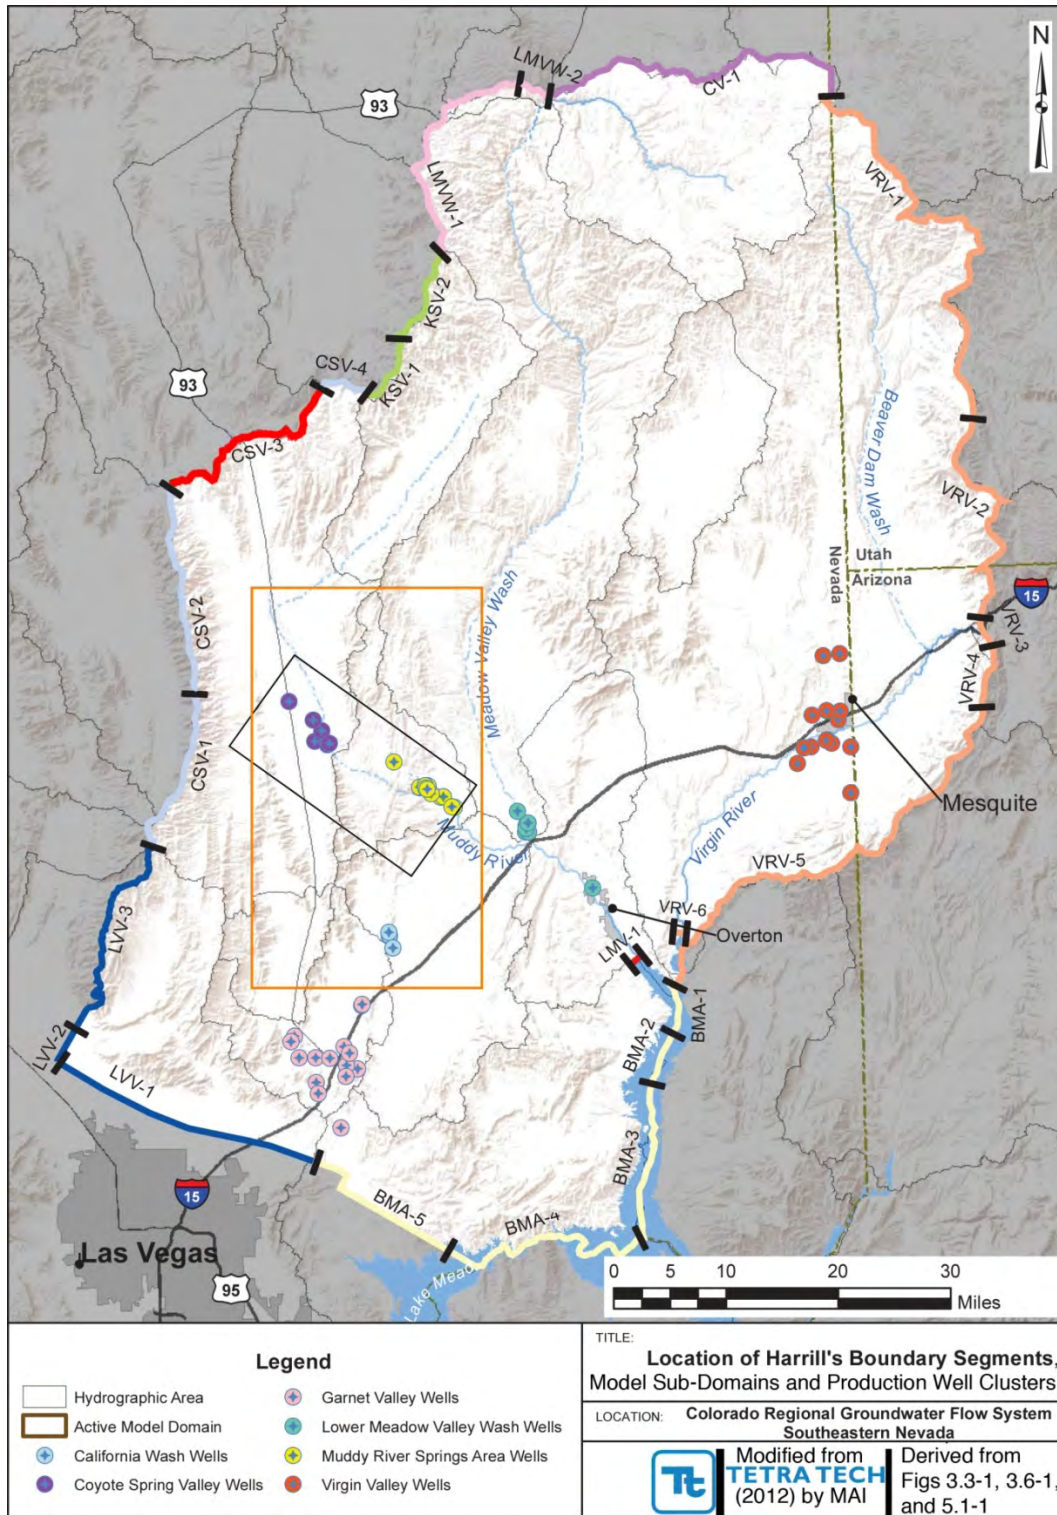 N
LMVW-2
CV-1
93
LMVW-1
VRV-1
KSV-2
CSV-4
KSV-1
93
CSV-3
Beaver Dam Wash
VRV-2
Utah
Nevada
Arizona
15
VRV-3
CSV-2
Meadow Valley Wash
VRV-4
CSV-1
Mesquite
Muddy River
Virgin River
VRV-5
LVV-3
VRV-6
Overton
LMV-1
BMA-1
BMA-2
LVV-2
LVV-1
BMA-3
15
BMA-5
BMA-4
Las Vegas
95
Lake Mead
0 5 10 20 30
Miles
Legend
Hydrographic Area
Active Model Domain
California Wash Wells
Coyote Spring Valley Wells
Garnet Valley Wells
Lower Meadow Valley Wash Wells
Muddy River Springs Area Wells
Virgin Valley Wells
TITLE:
Location of Harrill's Boundary Segments,
Model Sub-Domains and Production Well Clusters
LOCATION: Colorado Regional Groundwater Flow System
Southeastern Nevada
Tt
Modified from
TETRA TECH
(2012) by MAI
Derived from
Figs 3.3-1, 3.6-1,
and 5.1-1